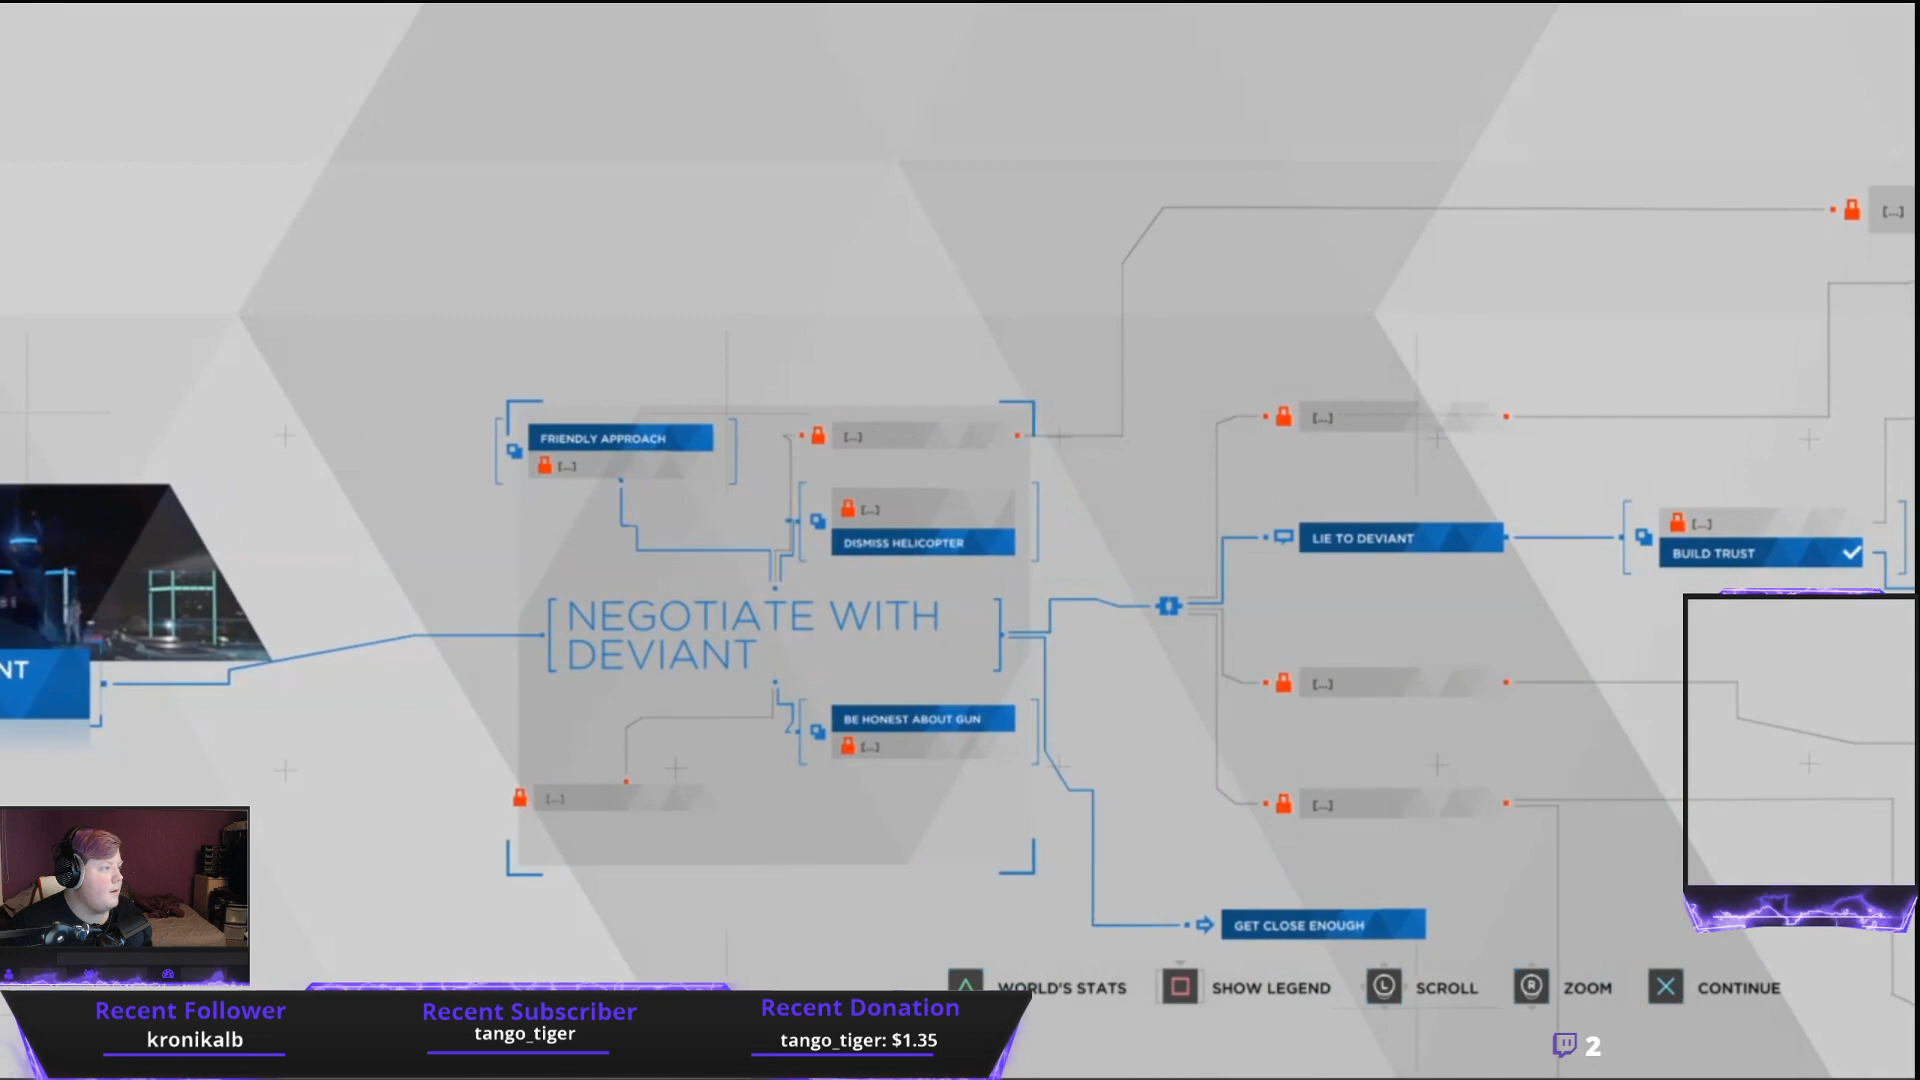 [...]
FRIENDLY APPROACH
[...]
[...]
[...]
DISMISS HELICOPTER
[...]
LIE TO DEVIANT
[...]
BUILD TRUST
NEGOTIATE WITH
DEVIANT
NT
BE HONEST ABOUT GUN
[...]
[...]
[...]
[...]
GET CLOSE ENOUGH
WORLD'S STATS
SHOW LEGEND
L SCROLL
R ZOOM
CONTINUE
Recent Follower
kronikalb
Recent Subscriber
tango_tiger
Recent Donation
tango_tiger: $1.35
2